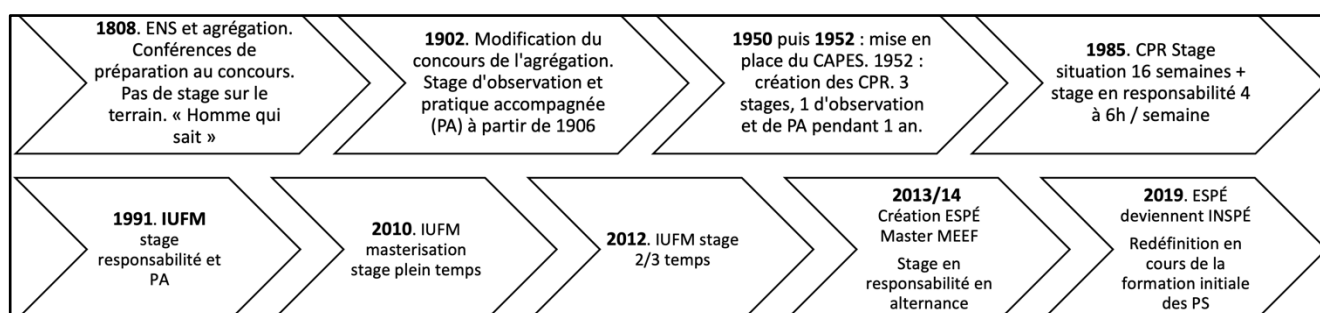 1808. ENS et agrégation.
Conférences de
préparation au concours.
Pas de stage sur le
terrain. « Homme qui
sait »
1902. Modification du
concours de l'agrégation.
Stage d'observation et
pratique accompagnée
(PA) à partir de 1906
1950 puis 1952 : mise en
place du CAPES. 1952 :
création des CPR. 3
stages, 1 d'observation
et de PA pendant 1 an.
1985. CPR Stage
situation 16 semaines +
stage en responsabilité 4
à 6h / semaine
1991. IUFM
stage
responsabilité et
PA
2010. IUFM
masterisation
stage plein temps
2012. IUFM stage
2/3 temps
2013/14
Création ESPÉ
Master MEEF
Stage en
responsabilité en
alternance
2019. ESPÉ
deviennent INSPÉ
Redéfinition en
cours de la
formation initiale
des PS